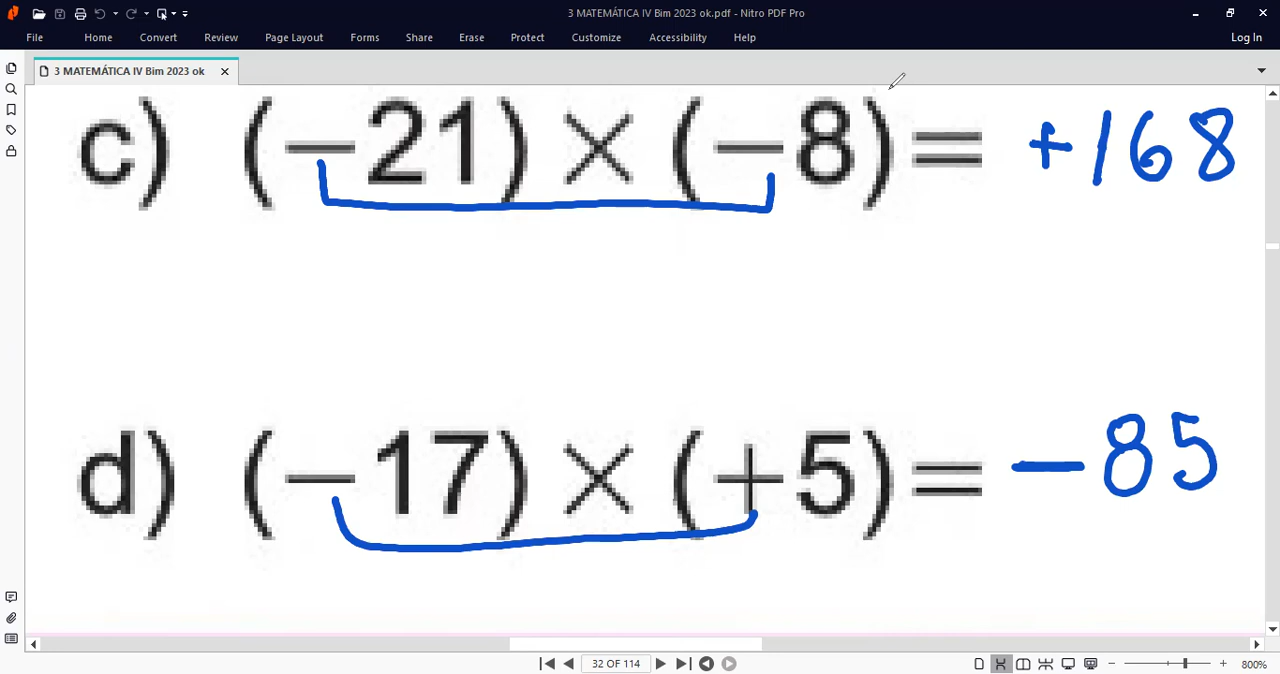 3 MATEMÁTICA IV Bim 2023 ok.pdf - Nitro PDF Pro
File Home Convert Review Page Layout Forms Share Erase Protect Customize Accessibility Help Log In
3 MATEMÁTICA IV Bim 2023 ok
c) (−21) × (−8) = +168
d) (−17) × (+5) = −85
32 OF 114
800%